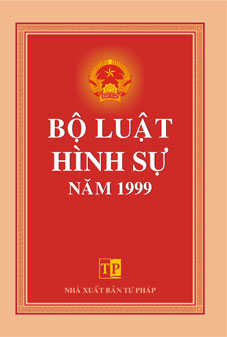 BỘ LUẬT
HÌNH SỰ
NĂM 1999
TP
NHÀ XUẤT BẢN TƯ PHÁP